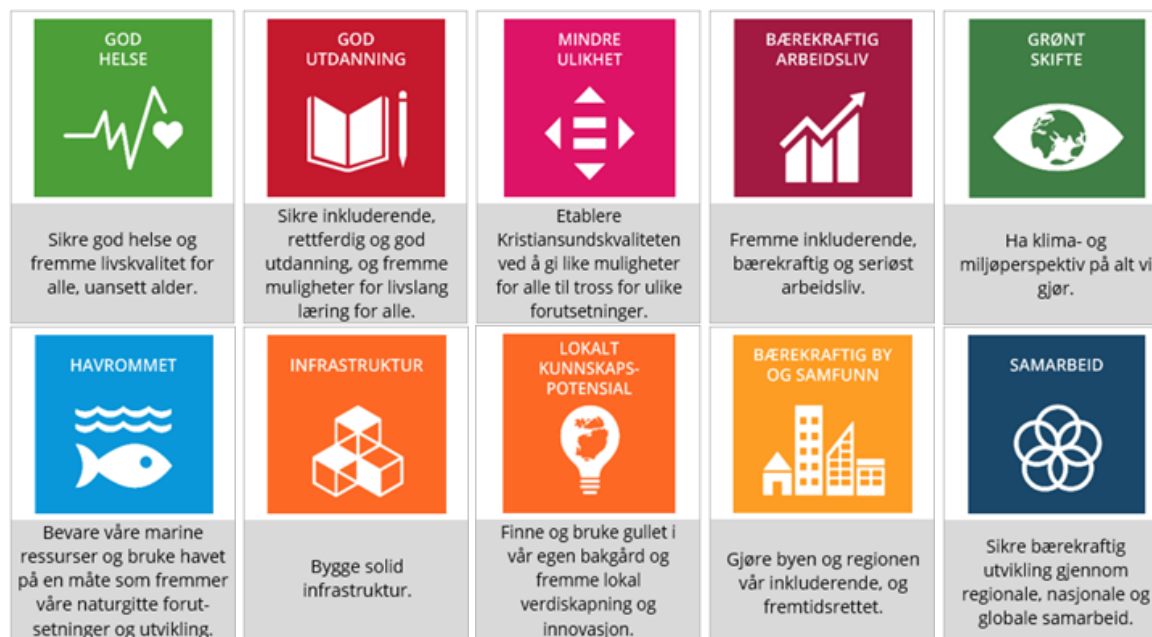 GOD
HELSE
Sikre god helse og
fremme livskvalitet for
alle, uansett alder.
GOD
UTDANNING
Sikre inkluderende,
rettferdig og god
utdanning, og fremme
muligheter for livslang
læring for alle.
MINDRE
ULIKHET
Etablere
Kristiansundskvaliteten
ved å gi like muligheter
for alle til tross for ulike
forutsetninger.
BÆREKRAFTIG
ARBEIDSLIV
Fremme inkluderende,
bærekraftig og seriøst
arbeidsliv.
GRØNT
SKIFTE
Ha klima- og
miljøperspektiv på alt vi
gjør.
HAVROMMET
Bevare våre marine
ressurser og bruke havet
på en måte som fremmer
våre naturgitte forut-
setninger og utvikling.
INFRASTRUKTUR
Bygge solid
infrastruktur.
LOKALT
KUNNSKAPS-
POTENSIAL
Finne og bruke gullet i
vår egen bakgård og
fremme lokal
verdiskapning og
innovasjon.
BÆREKRAFTIG BY
OG SAMFUNN
Gjøre byen og regionen
vår inkluderende, og
fremtidsrettet.
SAMARBEID
Sikre bærekraftig
utvikling gjennom
regionale, nasjonale og
globale samarbeid.